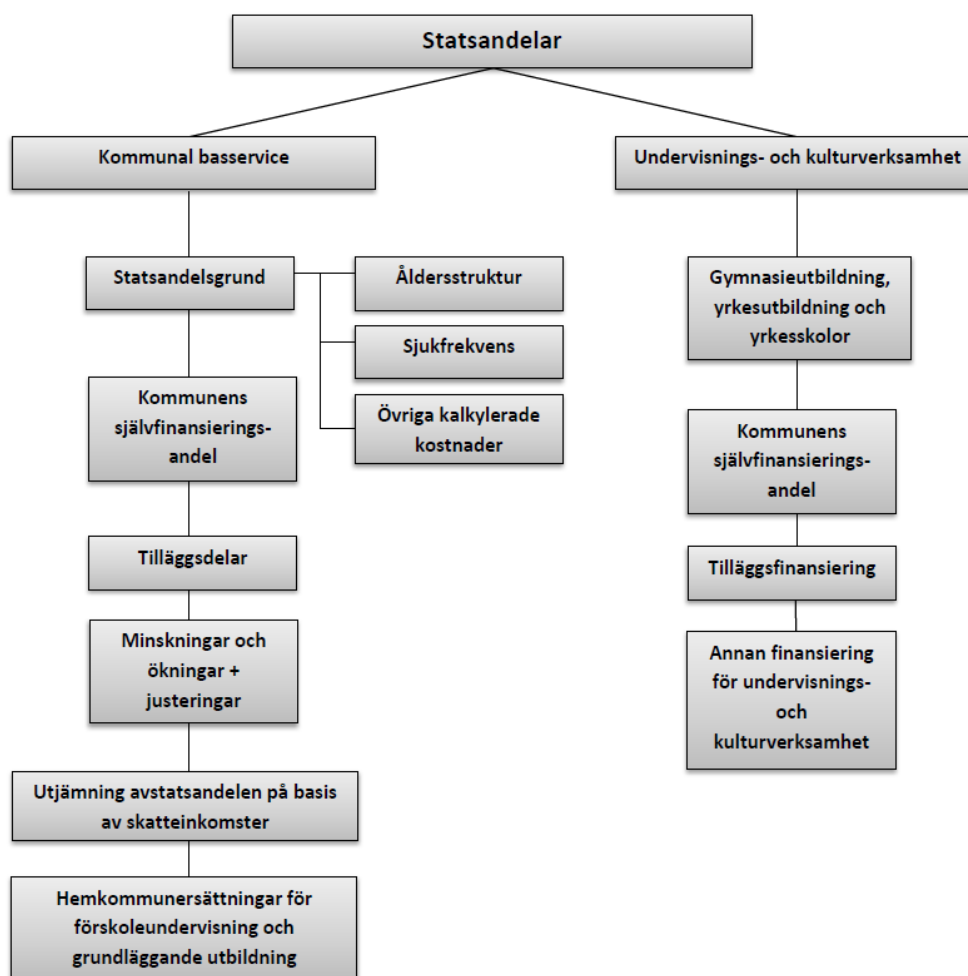 Statsandelar
Kommunal basservice
Undervisnings- och kulturverksamhet
Statsandelsgrund
Åldersstruktur
Sjukfrekvens
Övriga kalkylerade
kostnader
Kommunens
självfinansierings-
andel
Tilläggsdelar
Minskningar och
ökningar +
justeringar
Utjämning avstatsandelen på basis
av skatteinkomster
Hemkommunersättningar för
förskoleundervisning och
grundläggande utbildning
Gymnasieutbildning,
yrkesutbildning och
yrkesskolor
Kommunens
självfinansierings-
andel
Tilläggsfinansiering
Annan finansiering
för undervisnings-
och
kulturverksamhet